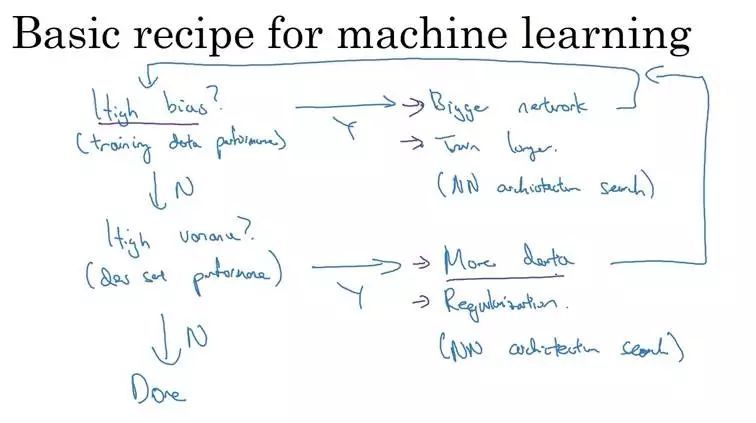 Basic recipe for machine learning
High bias?
Y
→ Bigger network
(training data performance)
→ Train longer.
N
(NN architecture search)
High variance?
(dev set performance)
Y
→ More data
→ Regularization.
N
(NN architecture search)
Done